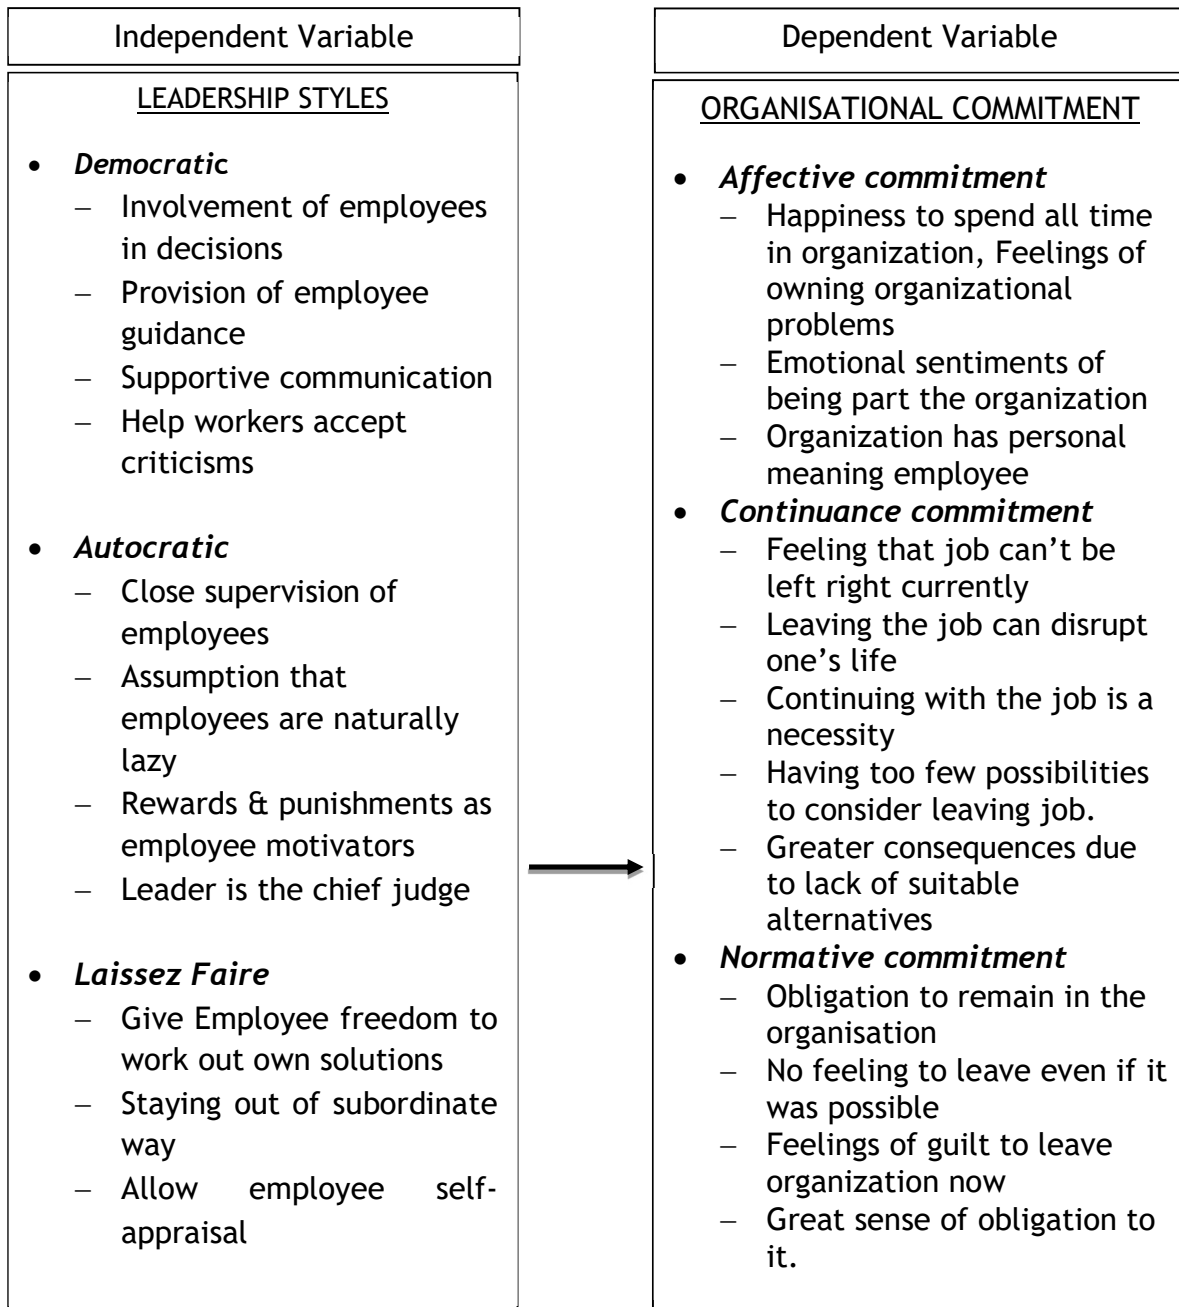 Independent Variable
LEADERSHIP STYLES
• Democratic
– Involvement of employees
in decisions
– Provision of employee
guidance
– Supportive communication
– Help workers accept
criticisms
• Autocratic
– Close supervision of
employees
– Assumption that
employees are naturally
lazy
– Rewards & punishments as
employee motivators
– Leader is the chief judge
• Laissez Faire
– Give Employee freedom to
work out own solutions
– Staying out of subordinate
way
– Allow employee self-
appraisal
Dependent Variable
ORGANISATIONAL COMMITMENT
• Affective commitment
– Happiness to spend all time
in organization, Feelings of
owning organizational
problems
– Emotional sentiments of
being part the organization
– Organization has personal
meaning employee
• Continuance commitment
– Feeling that job can’t be
left right currently
– Leaving the job can disrupt
one’s life
– Continuing with the job is a
necessity
– Having too few possibilities
to consider leaving job.
– Greater consequences due
to lack of suitable
alternatives
• Normative commitment
– Obligation to remain in the
organisation
– No feeling to leave even if it
was possible
– Feelings of guilt to leave
organization now
– Great sense of obligation to
it.